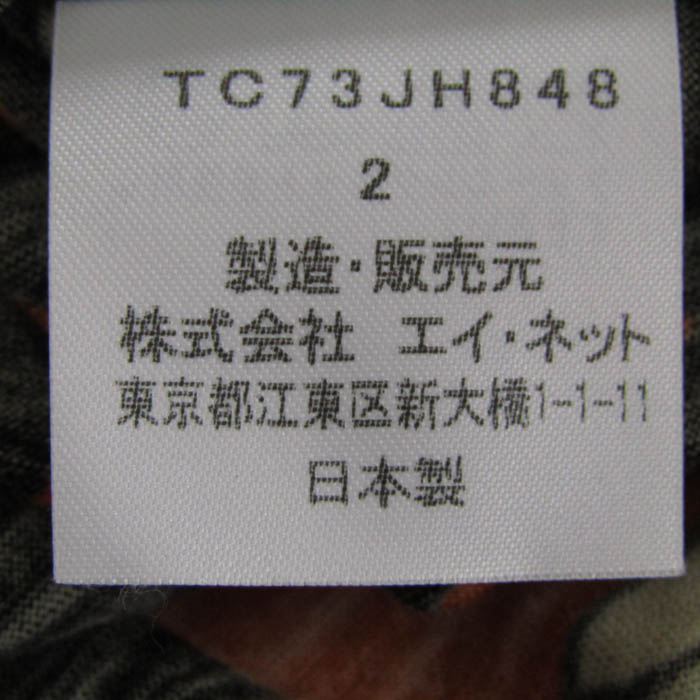 TC73JH848
2
製造・販売元
株式会社 エイ・ネット
東京都江東区新大橋1-1-11
日本製